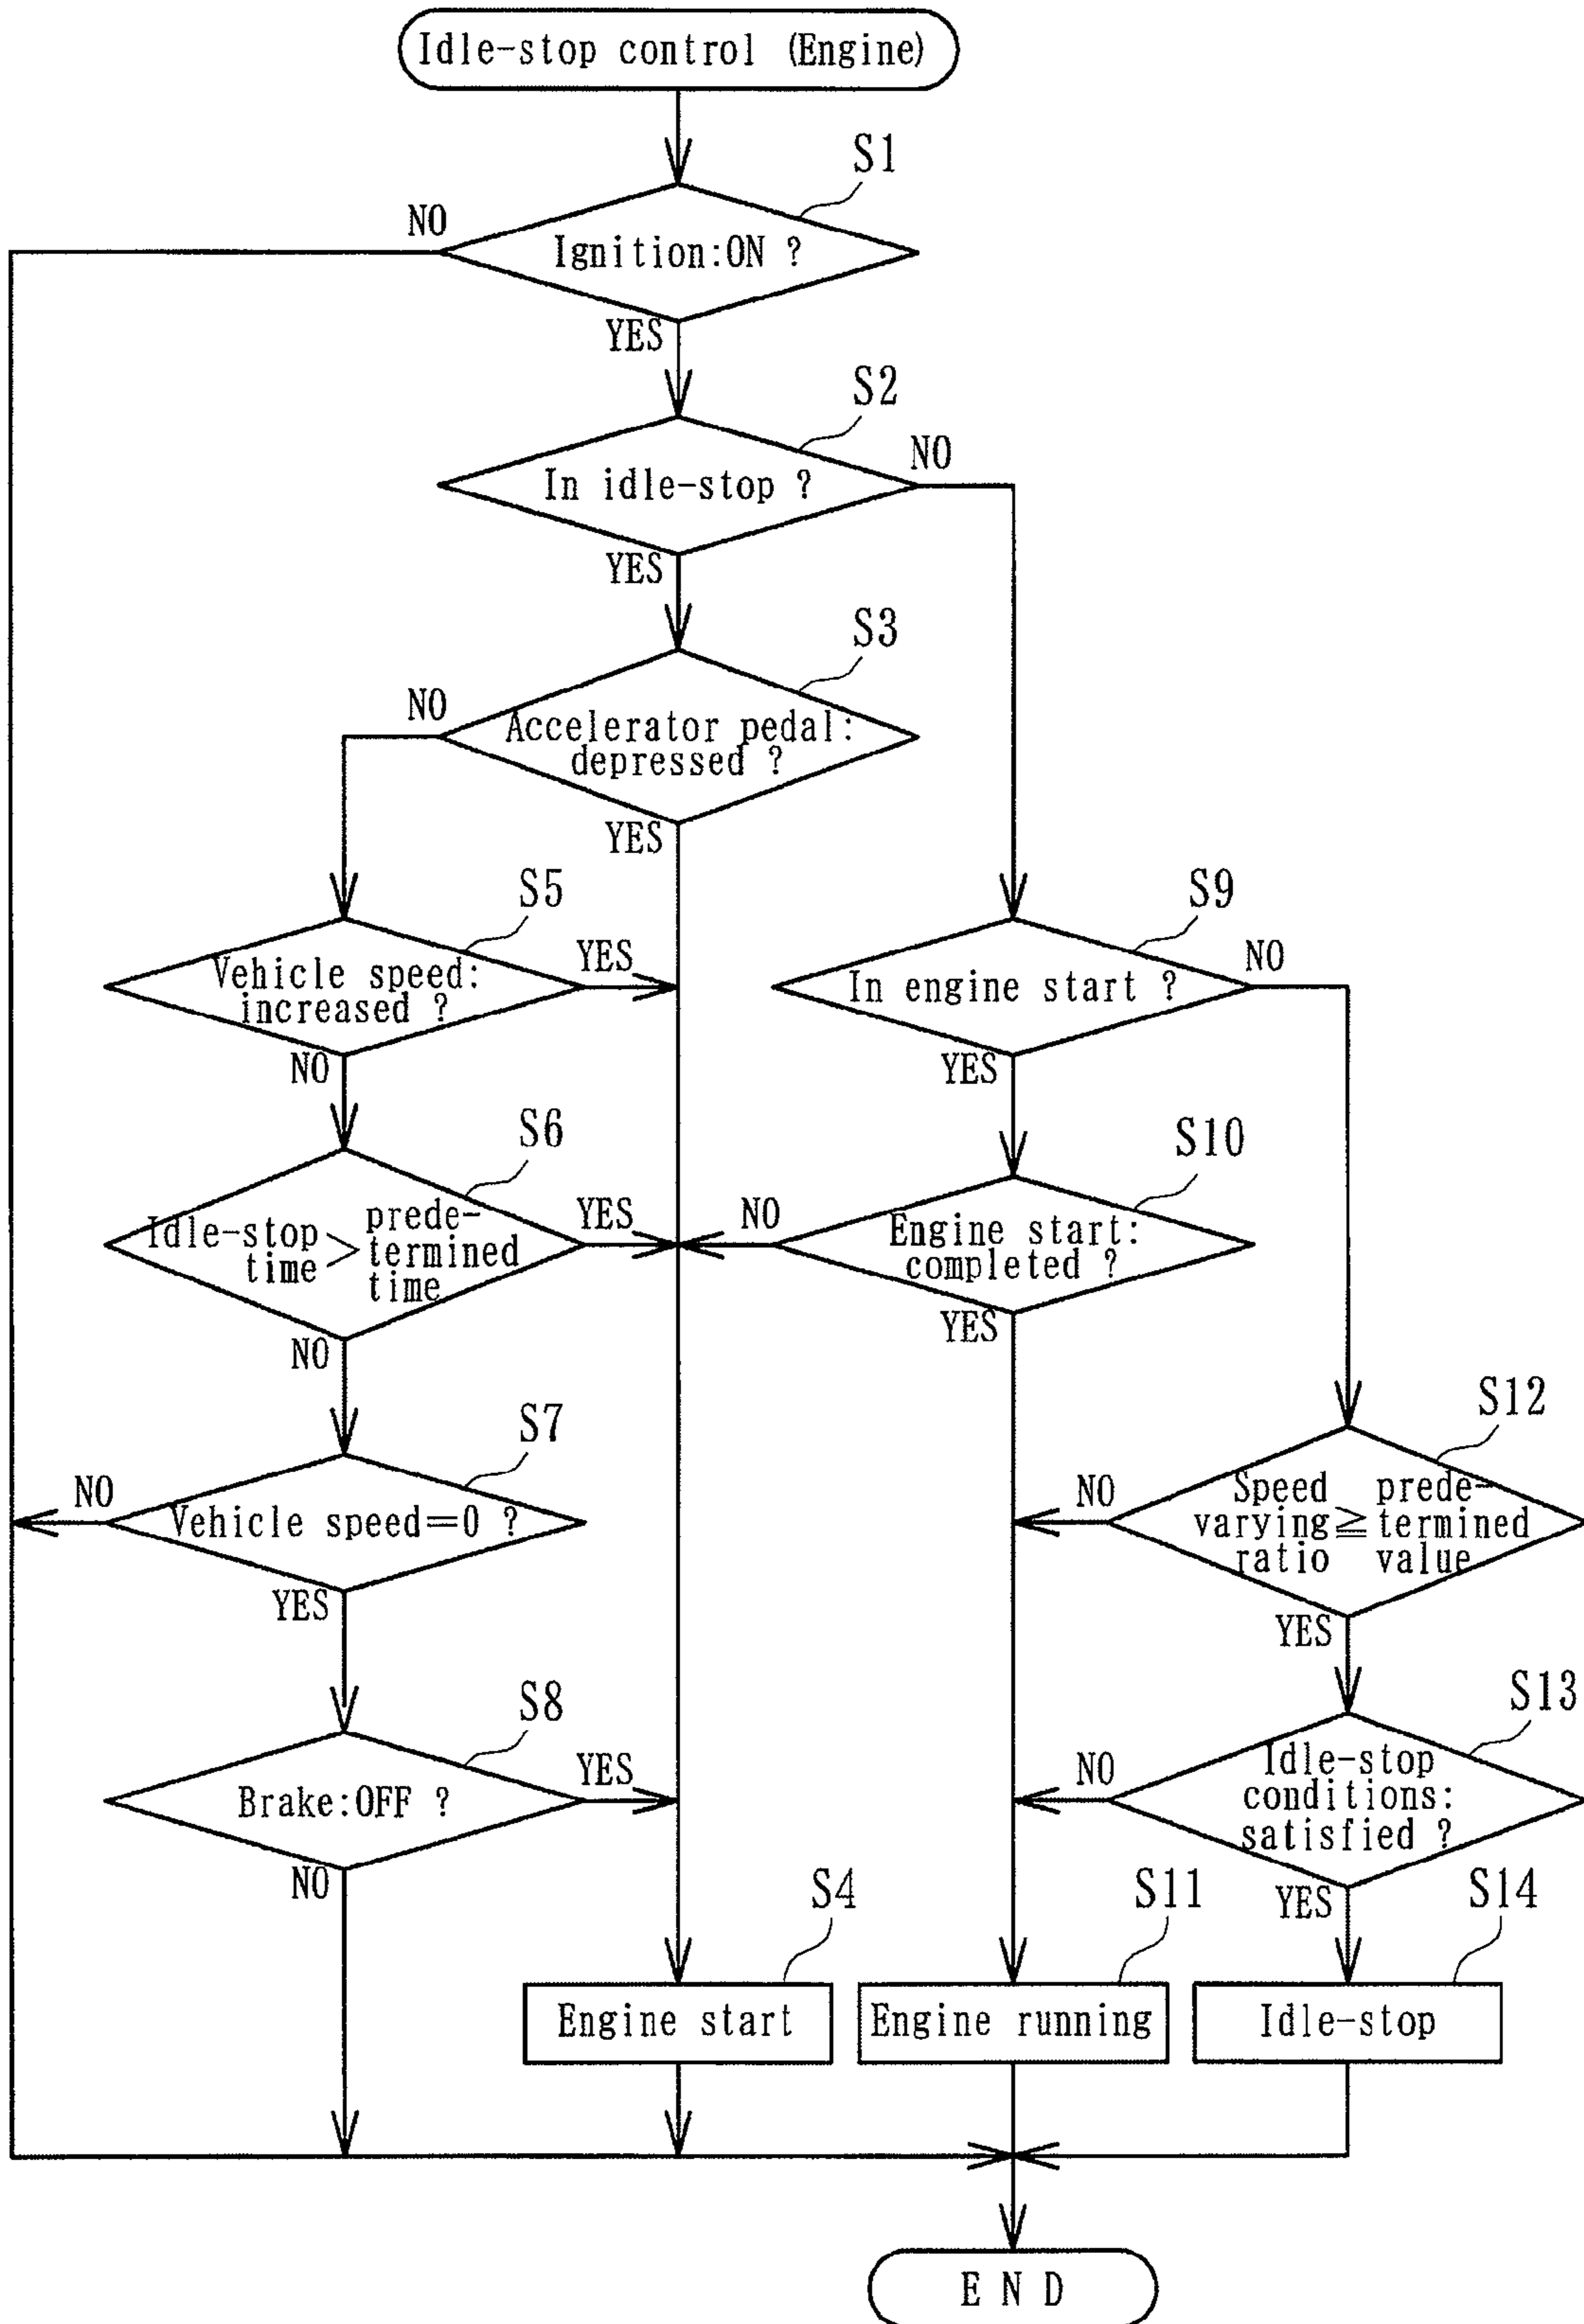 Idle-stop control (Engine)
S1
NO
Ignition:ON ?
YES
S2
NO
In idle-stop ?
YES
S3
NO
Accelerator pedal:
depressed ?
YES
S5
Vehicle speed:
increased ?
YES
NO
S9
In engine start ?
NO
YES
S6
Idle-stop
time
>
prede-
termined
time
YES
NO
S10
NO
Engine start:
completed ?
YES
S7
NO
Vehicle speed=0 ?
YES
S12
NO
Speed
varying
ratio
≧
prede-
termined
value
YES
S8
Brake:OFF ?
YES
NO
S13
NO
Idle-stop
conditions:
satisfied ?
YES
S4
Engine start
S11
Engine running
S14
Idle-stop
E N D